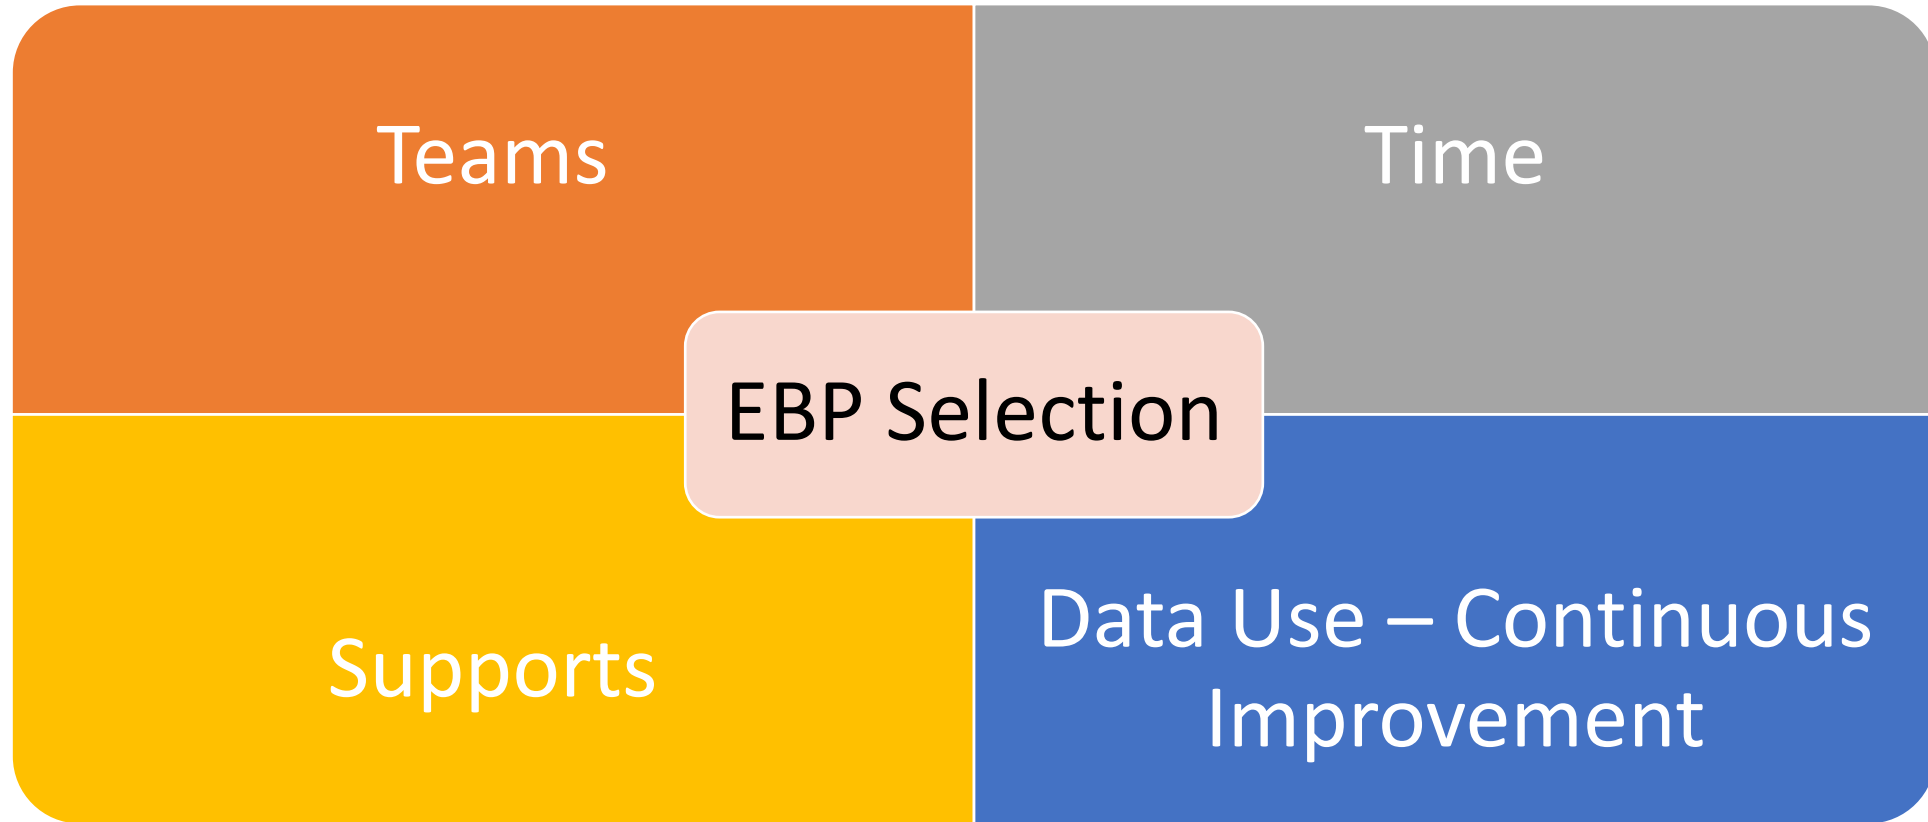 Teams
Time
EBP Selection
Supports
Data Use – Continuous
Improvement